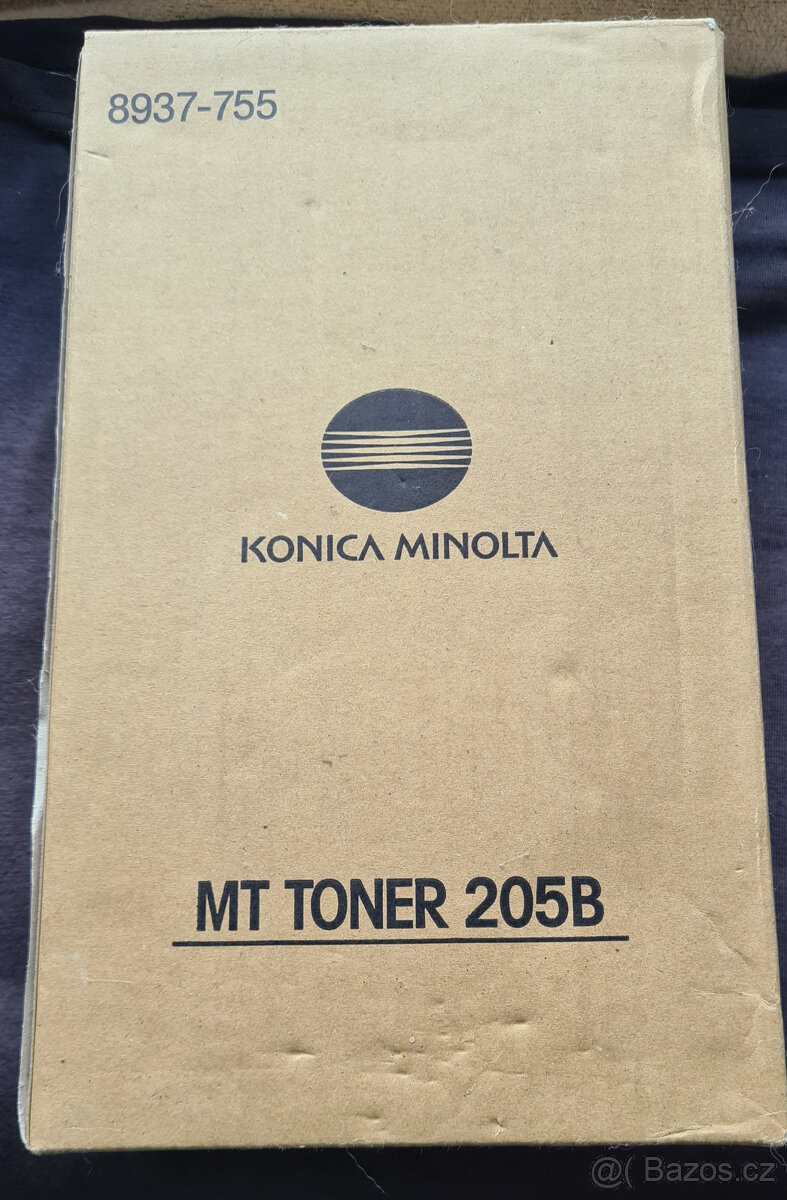 8937-755
KONICA MINOLTA
MT TONER 205B
@( Bazos.cz